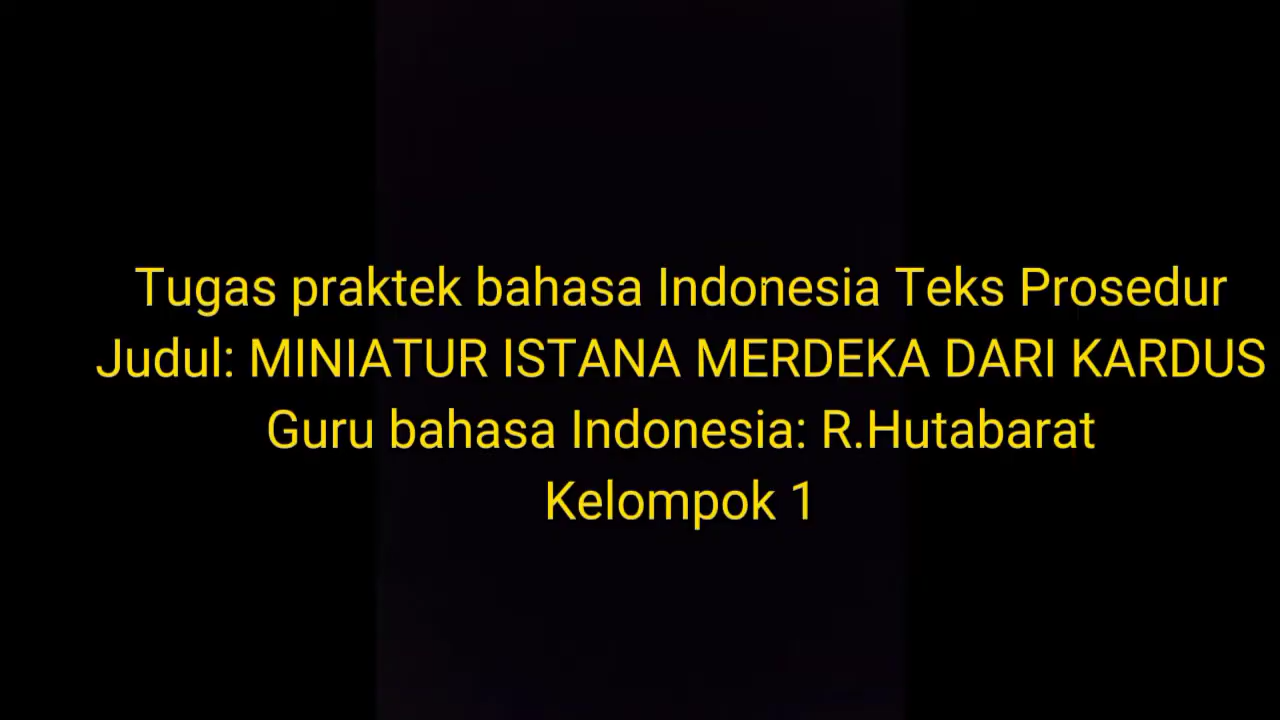 Tugas praktek bahasa Indonesia Teks Prosedur
Judul: MINIATUR ISTANA MERDEKA DARI KARDUS
Guru bahasa Indonesia: R.Hutabarat
Kelompok 1